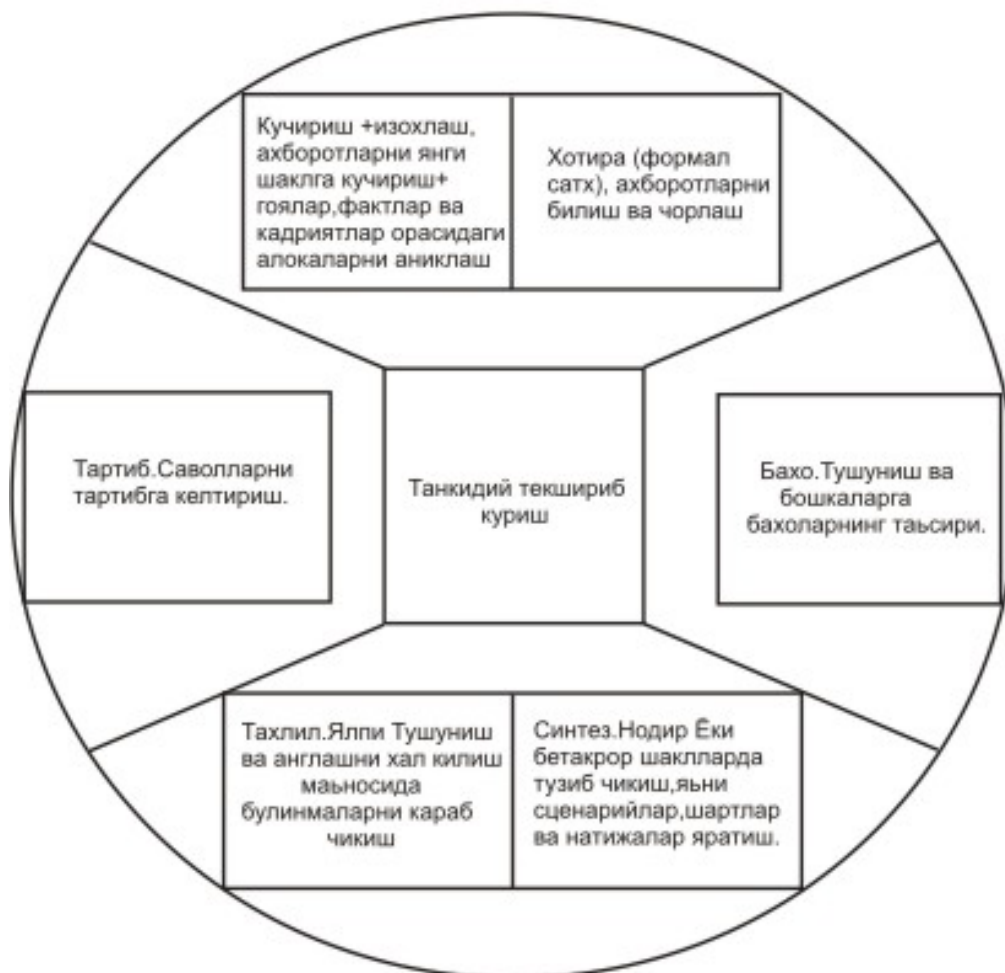 Кучириш +изохлаш,
ахборотларни янги
шаклга кучириш+
гоялар,фактлар ва
кадриятлар орасидаги
алокаларни аниклаш
Хотира (формал
сатх), ахборотларни
билиш ва чорлаш
Тартиб.Саволларни
тартибга келтириш.
Танкидий текшириб
куриш
Бахо.Тушуниш ва
бошкаларга
бахоларнинг таьсири.
Тахлил.Ялпи Тушуниш
ва англашни хал килиш
маьносида
булинмаларни караб
чикиш
Синтез.Нодир Ёки
бетакрор шаклларда
тузиб чикиш,яьни
сценарийлар,шартлар
ва натижалар яратиш.